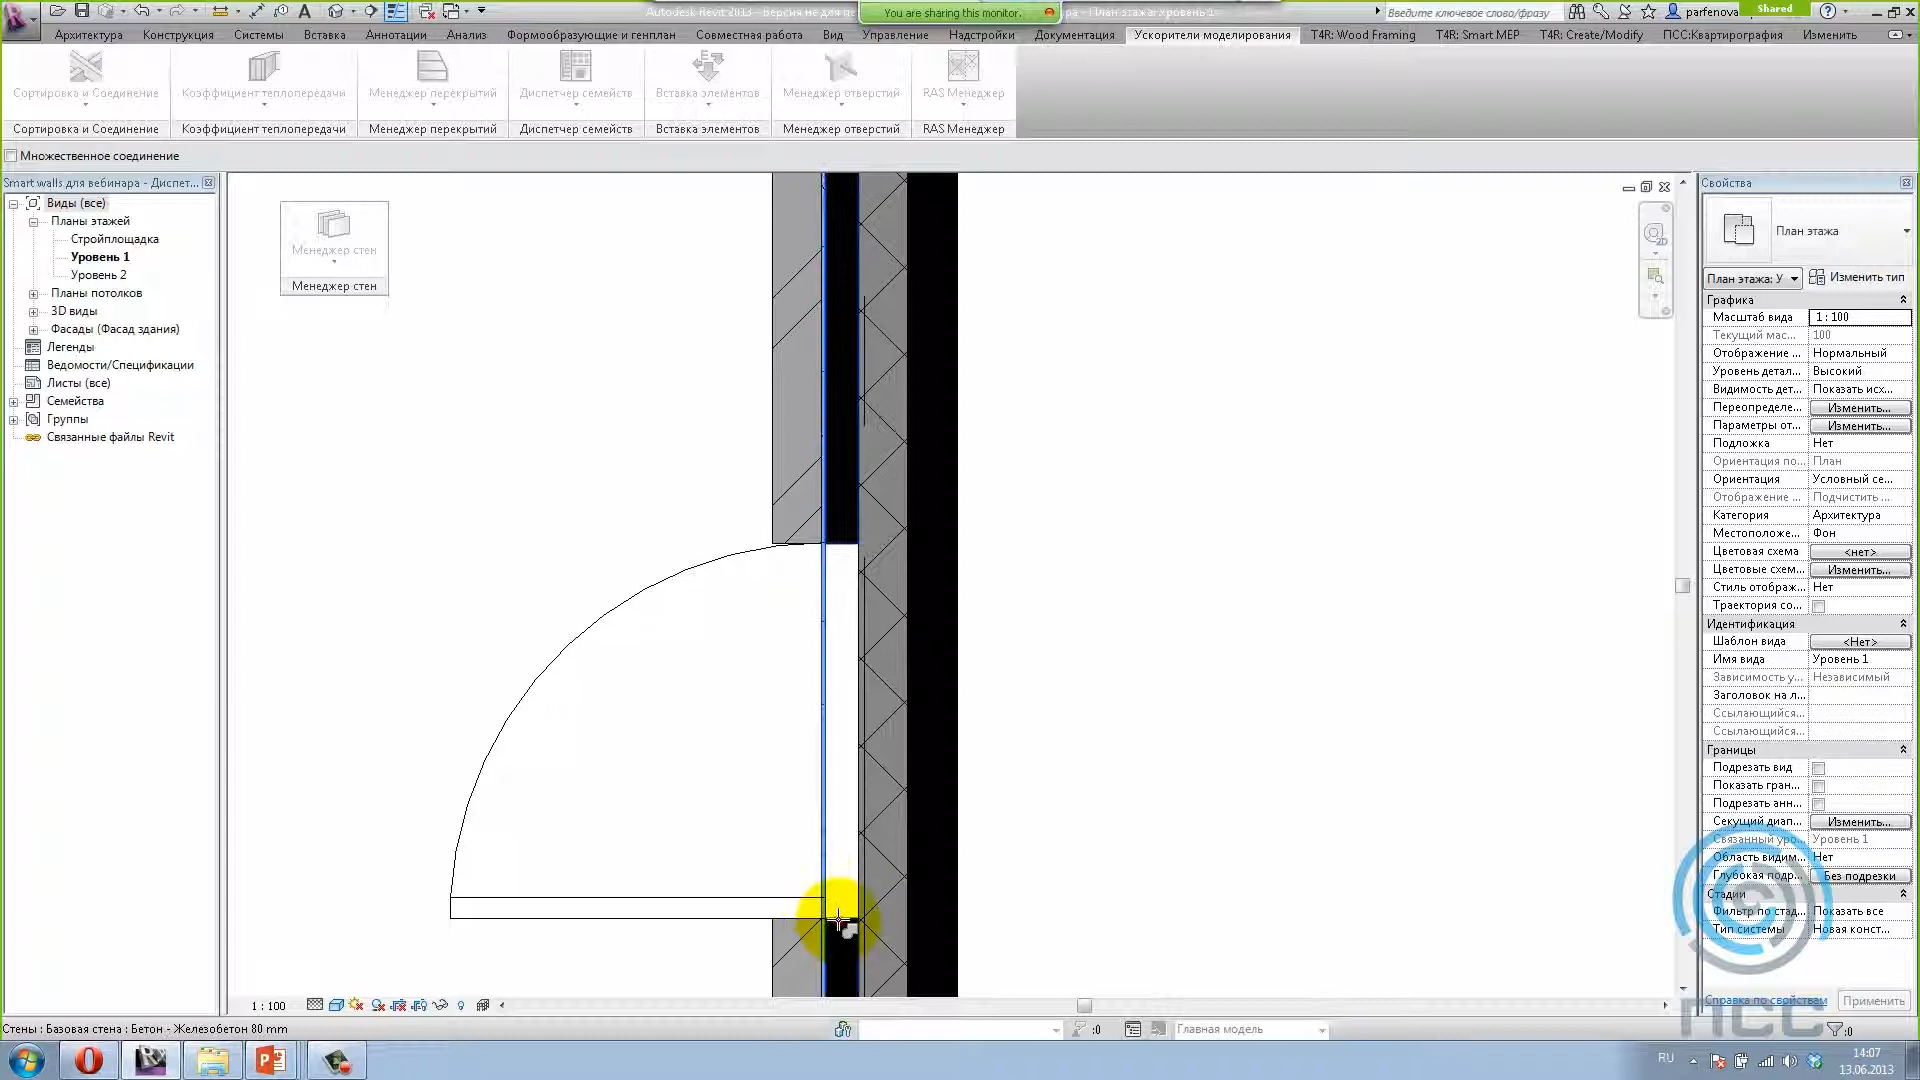 You are sharing this monitor.
Введите ключевое слово/фразу
parfenova
Shared
Архитектура Конструкция Системы Вставка Аннотации Анализ Формообразующие и генплан Совместная работа Вид Управление Надстройки Документация Ускорители моделирования T4R: Wood Framing T4R: Smart MEP T4R: Create/Modify ПСС:Квартирография Изменить
Сортировка и Соединение Коэффициент теплопередачи Менеджер перекрытий Диспетчер семейств Вставка элементов Менеджер отверстий RAS Менеджер
Сортировка и Соединение Коэффициент теплопередачи Менеджер перекрытий Диспетчер семейств Вставка элементов Менеджер отверстий RAS Менеджер
Множественное соединение
Smart walls для вебинара - Диспет...
Виды (все)
Планы этажей
Стройплощадка
Уровень 1
Уровень 2
Планы потолков
3D виды
Фасады (Фасад здания)
Легенды
Ведомости/Спецификации
Листы (все)
Семейства
Группы
Связанные файлы Revit
Менеджер стен
Менеджер стен
2D
Свойства
План этажа
План этажа: У
Изменить тип
Графика
Масштаб вида 1 : 100
Текущий мас... 100
Отображение ... Нормальный
Уровень детал... Высокий
Видимость дет... Показать исх...
Переопределе... Изменить...
Параметры от... Изменить...
Подложка Нет
Ориентация по... План
Ориентация Условный се...
Отображение ... Подчистить ...
Категория Архитектура
Местоположе... Фон
Цветовая схема <нет>
Цветовые схем... Изменить...
Стиль отображ... Нет
Траектория со...
Идентификация
Шаблон вида <Нет>
Имя вида Уровень 1
Зависимость у... Независимый
Заголовок на л...
Ссылающийся...
Ссылающийся...
Границы
Подрезать вид
Показать гран...
Подрезать анн...
Секущий диап... Изменить...
Связанный уро... Уровень 1
Область видим... Нет
Глубокая подр... Без подрезки
Стадии
Фильтр по стад... Показать все
Тип системы Новая конст...
Справка по свойствам
Применить
ПСС
1 : 100
Стены : Базовая стена : Бетон - Железобетон 80 mm
:0
Главная модель
:0
RU
14:07
13.06.2013